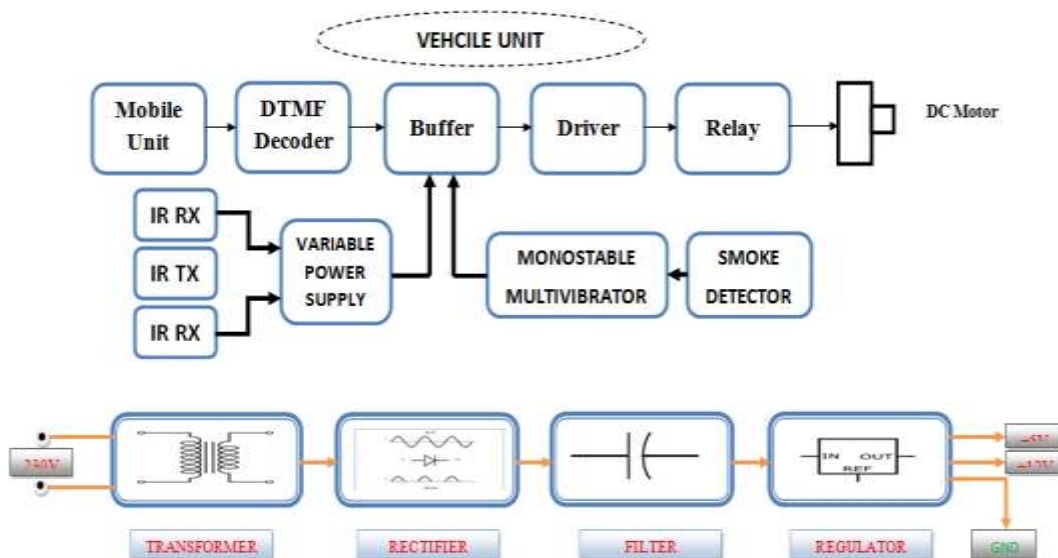 VEHCILE UNIT
Mobile
Unit
DTMF
Decoder
Buffer
Driver
Relay
DC Motor
IR RX
IR TX
IR RX
VARIABLE
POWER
SUPPLY
MONOSTABLE
MULTIVIBRATOR
SMOKE
DETECTOR
230V
IN OUT
REF
GND
TRANSFORMER
RECTIFIER
FILTER
REGULATOR